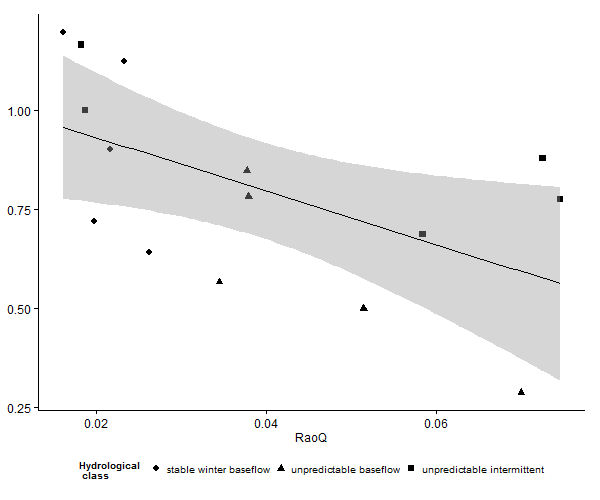 1.00
0.75
0.50
0.25
0.02 0.04 0.06
RaoQ
Hydrological
class
stable winter baseflow unpredictable baseflow unpredictable intermittent